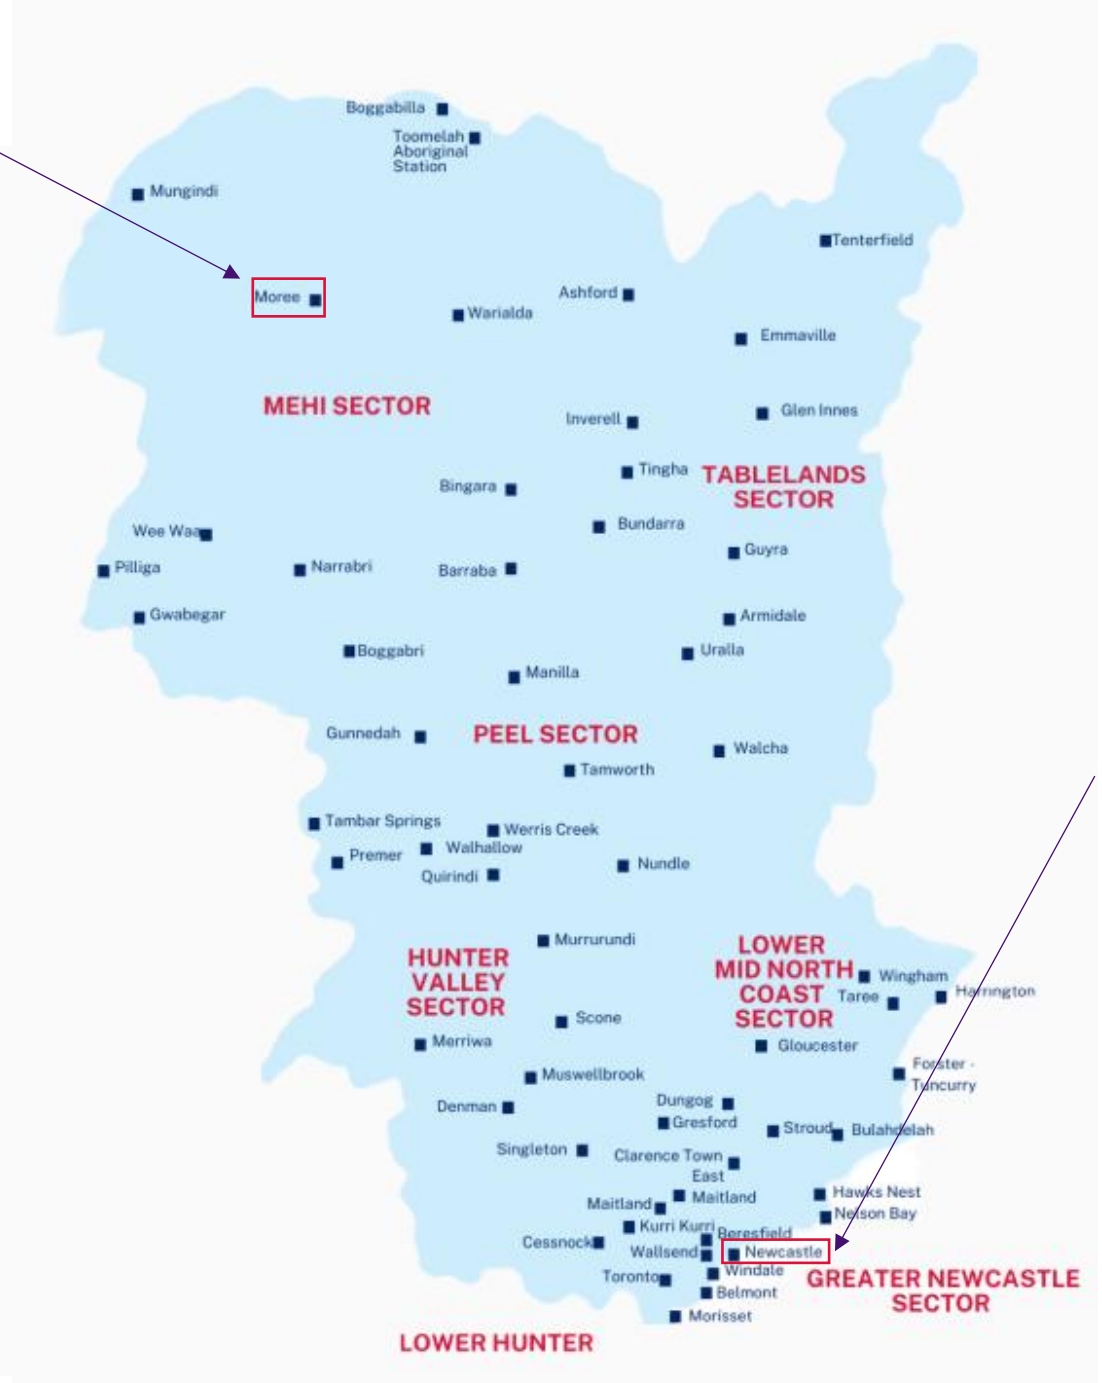 Boggabilla
Toomelah
Aboriginal
Station
Mungindi
Tenterfield
Moree
Ashford
Warialda
Emmaville
MEHI SECTOR
Inverell
Glen Innes
Tingha
TABLELANDS
SECTOR
Bingara
Wee Waa
Bundarra
Guyra
Pilliga
Narrabri
Barraba
Gwabegar
Armidale
Boggabri
Uralla
Manilla
Gunnedah
PEEL SECTOR
Walcha
Tamworth
Tambar Springs
Werris Creek
Premer
Walhallow
Quirindi
Nundle
Murrurundi
HUNTER
VALLEY
SECTOR
LOWER
MID NORTH
COAST
SECTOR
Wingham
Taree
Harrington
Scone
Merriwa
Gloucester
Forster -
Tuncurry
Muswellbrook
Denman
Dungog
Gresford
Stroud
Bulahdelah
Singleton
Clarence Town
East
Maitland
Maitland
Hawks Nest
Nelson Bay
Kurri Kurri
Beresfield
Cessnock
Wallsend
Newcastle
Toronto
Windale
GREATER NEWCASTLE
SECTOR
Belmont
Morisset
LOWER HUNTER